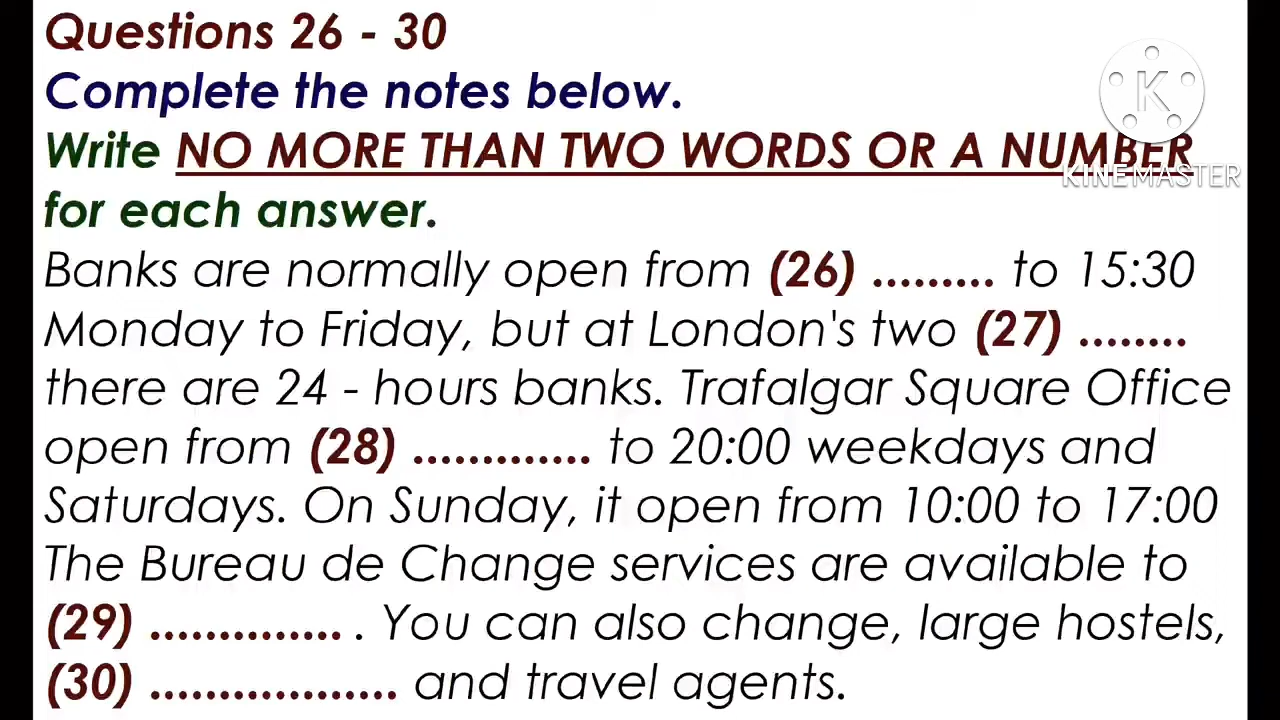 Questions 26 - 30
Complete the notes below.
Write NO MORE THAN TWO WORDS OR A NUMBER
for each answer.
Banks are normally open from (26) ......... to 15:30
Monday to Friday, but at London's two (27) ........
there are 24 - hours banks. Trafalgar Square Office
open from (28) ............. to 20:00 weekdays and
Saturdays. On Sunday, it open from 10:00 to 17:00
The Bureau de Change services are available to
(29) .............. . You can also change, large hostels,
(30) .................. and travel agents.
K
KINEMASTER